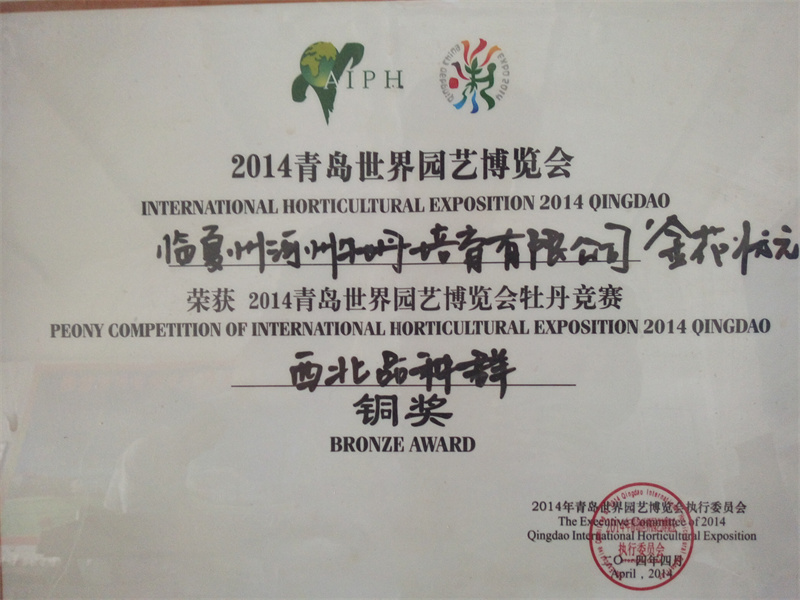 AIPH
2014青岛世界园艺博览会
INTERNATIONAL HORTICULTURAL EXPOSITION 2014 QINGDAO
临夏州河州牡丹培育有限公司“金花状元
荣获 2014青岛世界园艺博览会牡丹竞赛
PEONY COMPETITION OF INTERNATIONAL HORTICULTURAL EXPOSITION 2014 QINGDAO
西北品种群
铜奖
BRONZE AWARD
2014年青岛世界园艺博览会执行委员会
The Executive Committee of 2014
Qingdao International Horticultural Exposition
执行委员会
二〇一四年四月
April, 2014